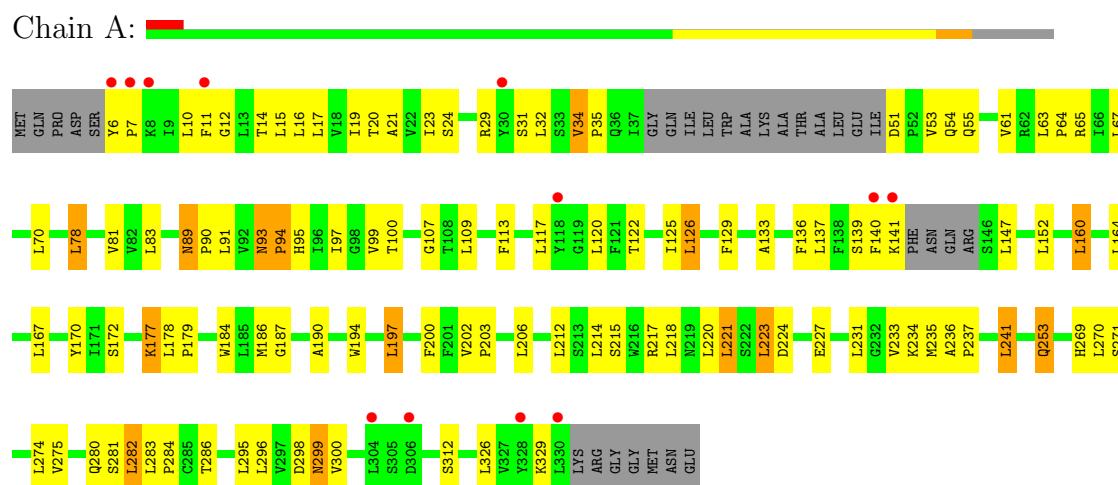 Chain A:
MET GLN PRO ASP SER Y6 P7 K8 I9 L10 F11 G12 L13 T14 L15 L16 L17 V18 I19 T20 A21 V22 I23 S24 R29 Y30 S31 L32 S33 V34 P35 Q36 I37 GLY GLN ILE LEU TRP ALA LYS ALA THR ALA LEU GLU ILE D51 P52 V53 Q54 Q55 V61 R62 L63 P64 R65 I66 L67
L70 L78 V81 V82 L83 N89 P90 L91 V92 N93 P94 H95 I96 I97 G98 V99 T100 G107 T108 L109 F113 L117 Y118 G119 L120 F121 T122 I125 L126 F129 A133 F136 L137 F138 S139 F140 K141 PHE ASN GLN ARG S146 L147 L152 L160 L164
L167 Y170 I171 S172 K177 L178 P179 W184 L185 M186 G187 A190 W194 L197 F200 F201 V202 P203 L206 L212 S213 L214 S215 W216 R217 L218 N219 L220 L221 S222 L223 D224 E227 L231 G232 V233 K234 M235 A236 P237 L241 Q253 H269 L270 S271
L274 V275 Q280 S281 L282 L283 P284 C285 T286 L295 L296 V297 D298 N299 V300 L304 S305 D306 S312 L326 V327 Y328 K329 L330 LYS ARG GLY GLY MET ASN GLU